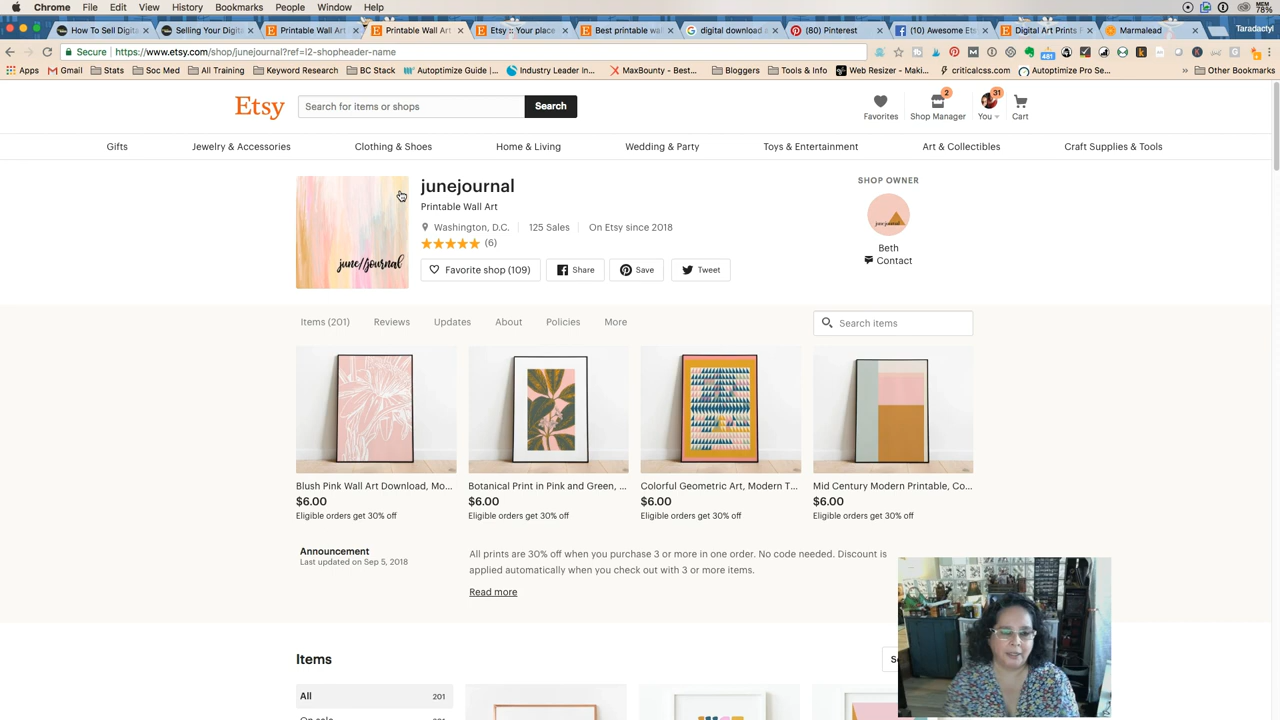 Chrome File Edit View History Bookmarks People Window Help
How To Sell Digita
Selling Your Digita
Printable Wall Art
Printable Wall Art
Etsy :: Your place
Best printable wa
digital download s
(80) Pinterest
(10) Awesome Ets
Digital Art Prints
Marmalead
Taradactyl
Secure https://www.etsy.com/shop/junejournal?ref=l2-shopheader-name
Apps Gmail Stats Soc Med All Training Keyword Research BC Stack Autoptimize Guide |... Industry Leader In... MaxBounty - Best... Bloggers Tools & Info Web Resizer - Maki... criticalcss.com Autoptimize Pro Se... » Other Bookmarks
Etsy
Search for items or shops
Search
2
31
Favorites Shop Manager You Cart
Gifts Jewelry & Accessories Clothing & Shoes Home & Living Wedding & Party Toys & Entertainment Art & Collectibles Craft Supplies & Tools
june//journal
junejournal
Printable Wall Art
Washington, D.C. 125 Sales On Etsy since 2018
(6)
Favorite shop (109) Share Save Tweet
SHOP OWNER
Beth
Contact
Items (201) Reviews Updates About Policies More
Search items
Blush Pink Wall Art Download, Mo...
$6.00
Eligible orders get 30% off
Botanical Print in Pink and Green, ...
$6.00
Eligible orders get 30% off
Colorful Geometric Art, Modern T...
$6.00
Eligible orders get 30% off
Mid Century Modern Printable, Co...
$6.00
Eligible orders get 30% off
Announcement
Last updated on Sep 5, 2018
All prints are 30% off when you purchase 3 or more in one order. No code needed. Discount is
applied automatically when you check out with 3 or more items.
Read more
Items
All 201